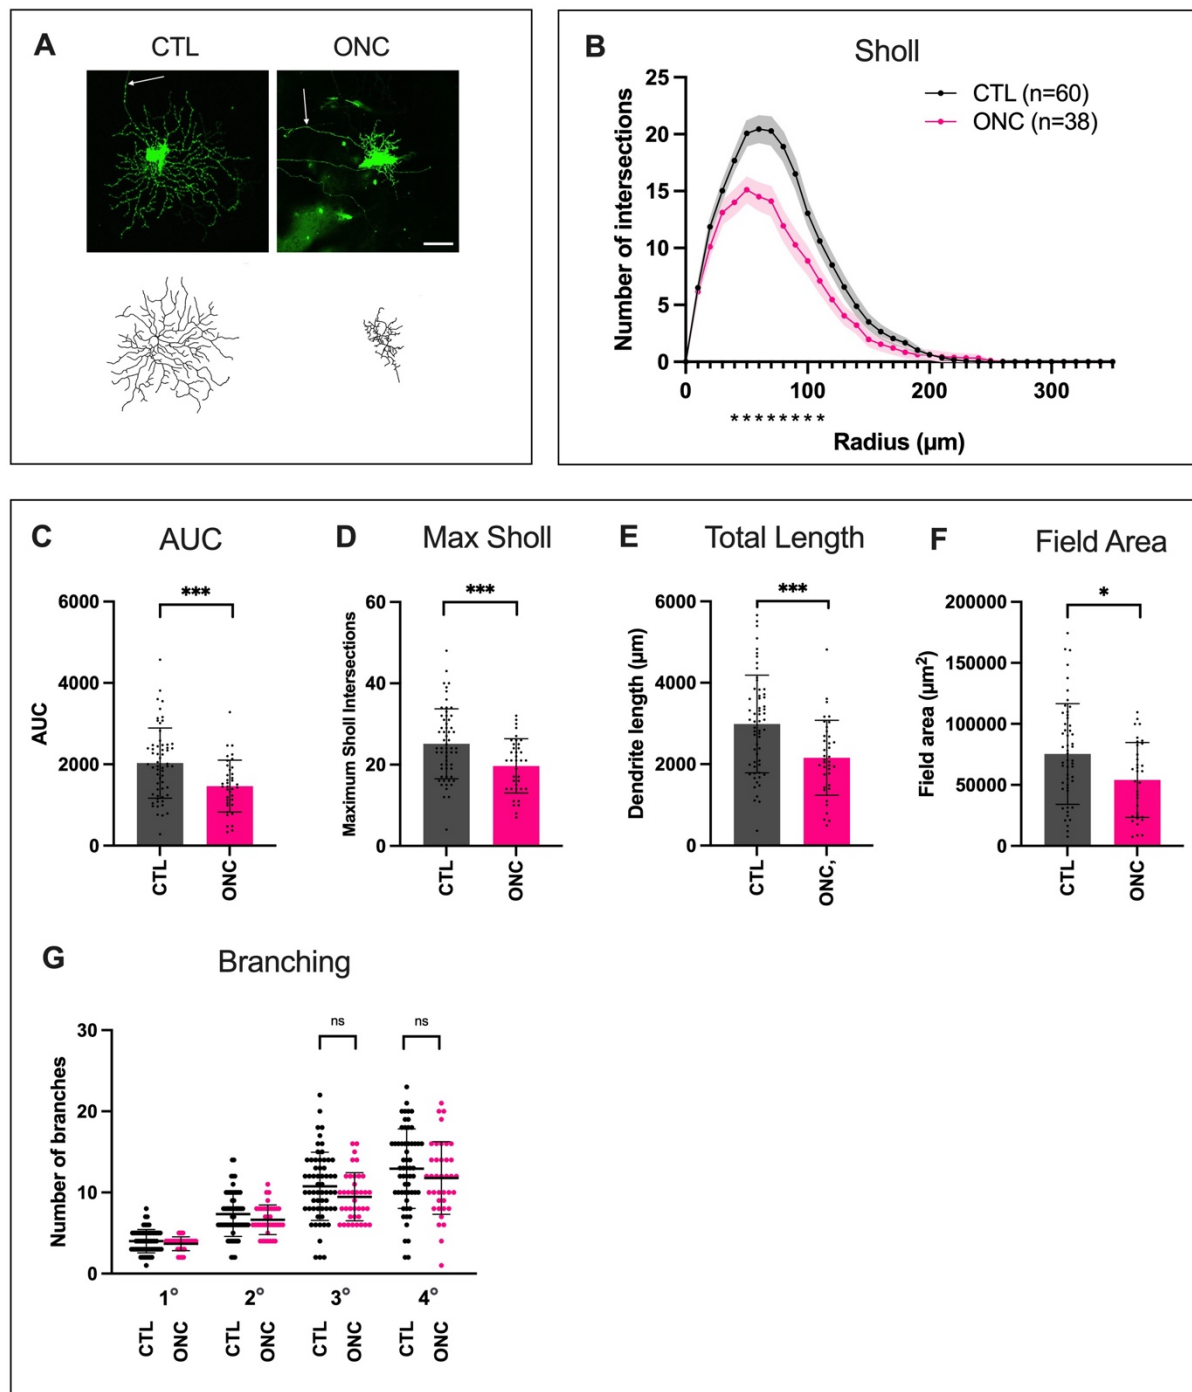 A
CTL ONC
B Sholl
CTL (n=60)
ONC (n=38)
Number of intersections
25
20
15
10
5
0
0 100 200 300
********
Radius (µm)
C AUC
***
AUC
6000
4000
2000
0
CTL ONC
D Max Sholl
***
Maximum Sholl Intersections
60
40
20
0
CTL ONC
E Total Length
***
Dendrite length (µm)
6000
4000
2000
0
CTL ONC,
F Field Area
*
Field area (µm²)
200000
150000
100000
50000
0
CTL ONC
G Branching
ns ns
Number of branches
30
20
10
0
1° 2° 3° 4°
CTL ONC CTL ONC CTL ONC CTL ONC